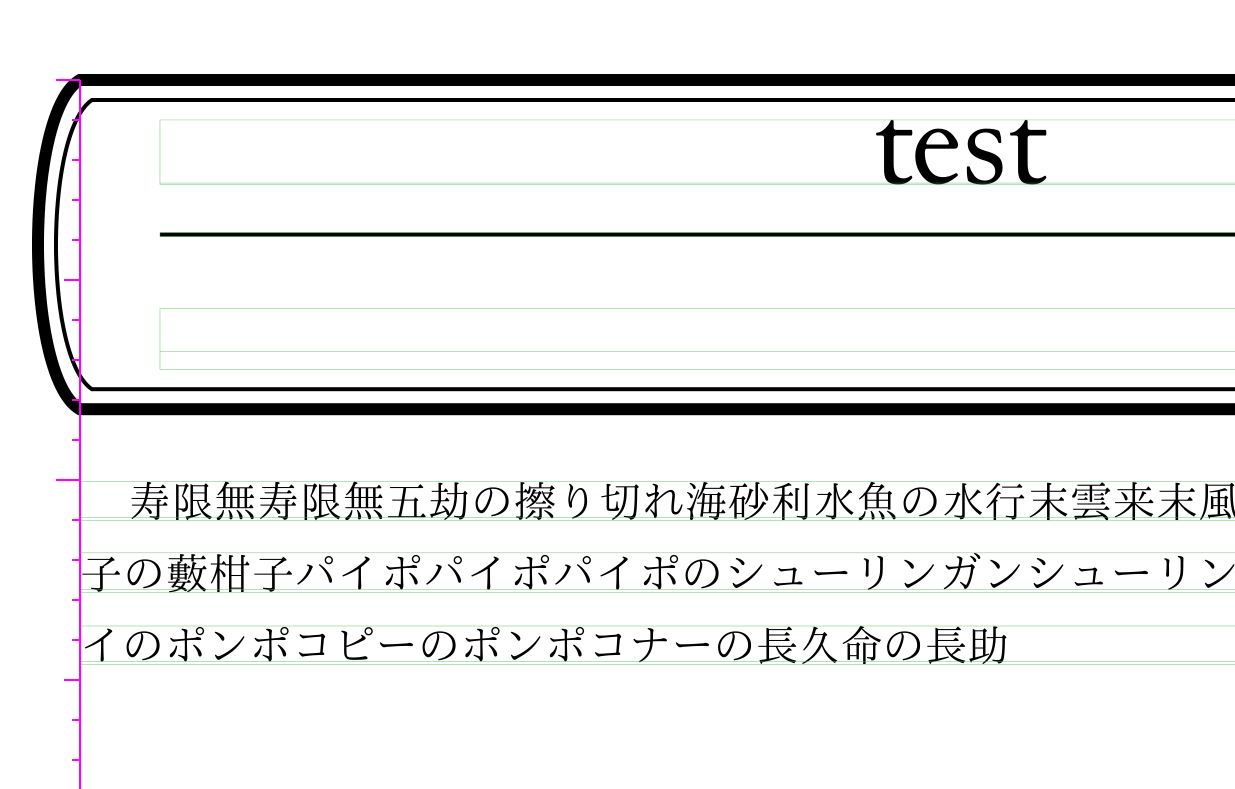 test
寿限無寿限無五劫の擦り切れ海砂利水魚の水行末雲来末風
子の藪柑子パイポパイポパイポのシューリンガンシューリン
イのポンポコピーのポンポコナーの長久命の長助